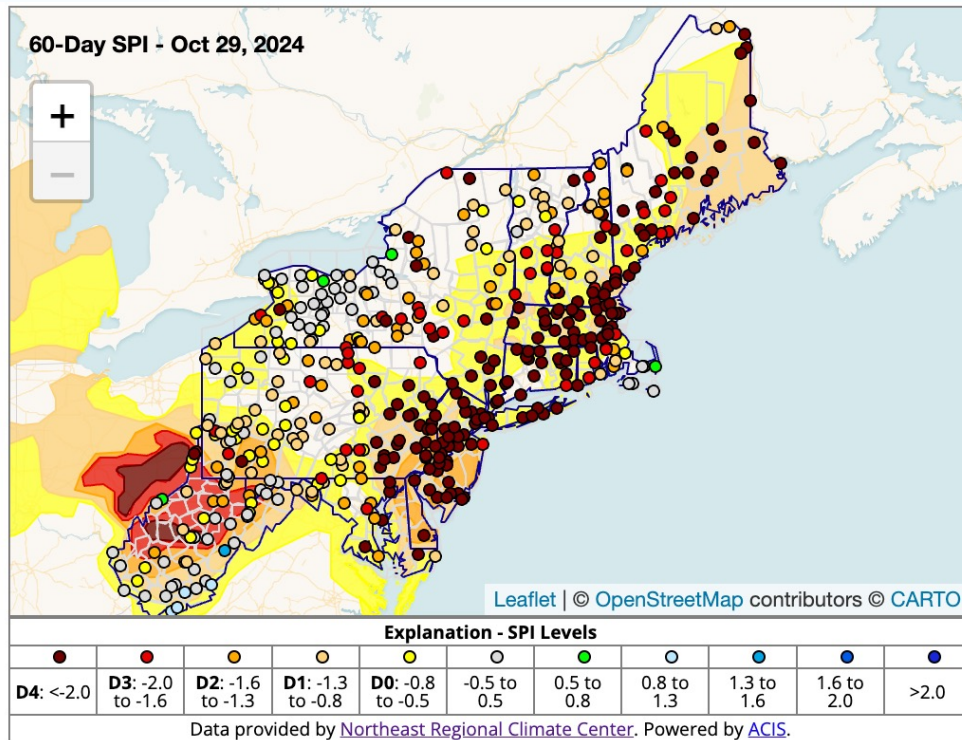 60-Day SPI - Oct 29, 2024
+
−
Leaflet | © OpenStreetMap contributors © CARTO
Explanation - SPI Levels
D4: <-2.0
D3: -2.0 to -1.6
D2: -1.6 to -1.3
D1: -1.3 to -0.8
D0: -0.8 to -0.5
-0.5 to 0.5
0.5 to 0.8
0.8 to 1.3
1.3 to 1.6
1.6 to 2.0
>2.0
Data provided by Northeast Regional Climate Center. Powered by ACIS.